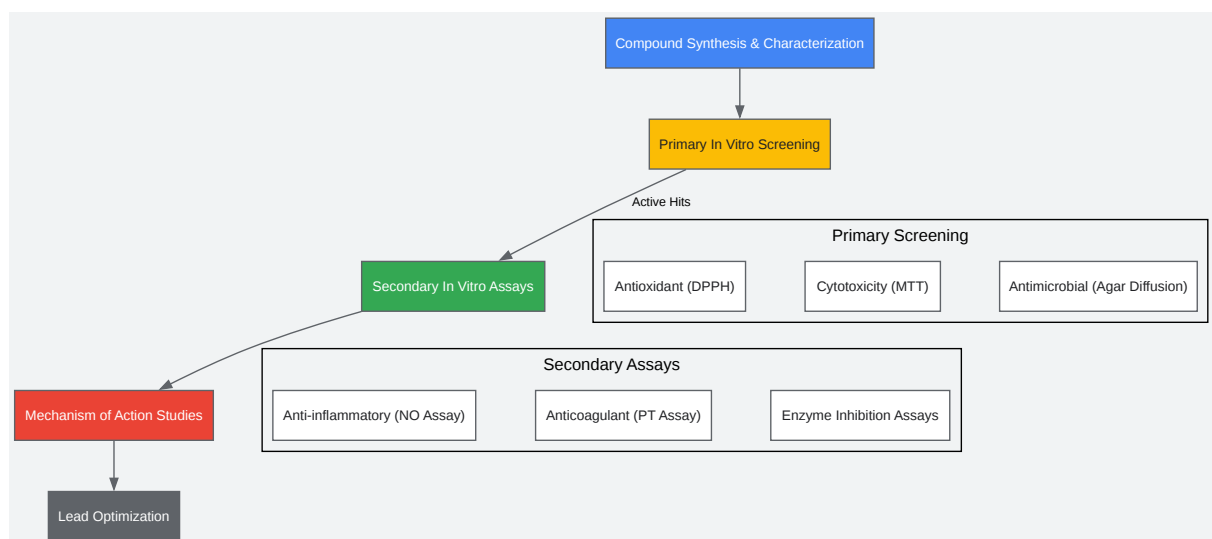 Compound Synthesis & Characterization
Primary In Vitro Screening
Active Hits
Primary Screening
Antioxidant (DPPH)
Cytotoxicity (MTT)
Antimicrobial (Agar Diffusion)
Secondary In Vitro Assays
Secondary Assays
Anti-inflammatory (NO Assay)
Anticoagulant (PT Assay)
Enzyme Inhibition Assays
Mechanism of Action Studies
Lead Optimization